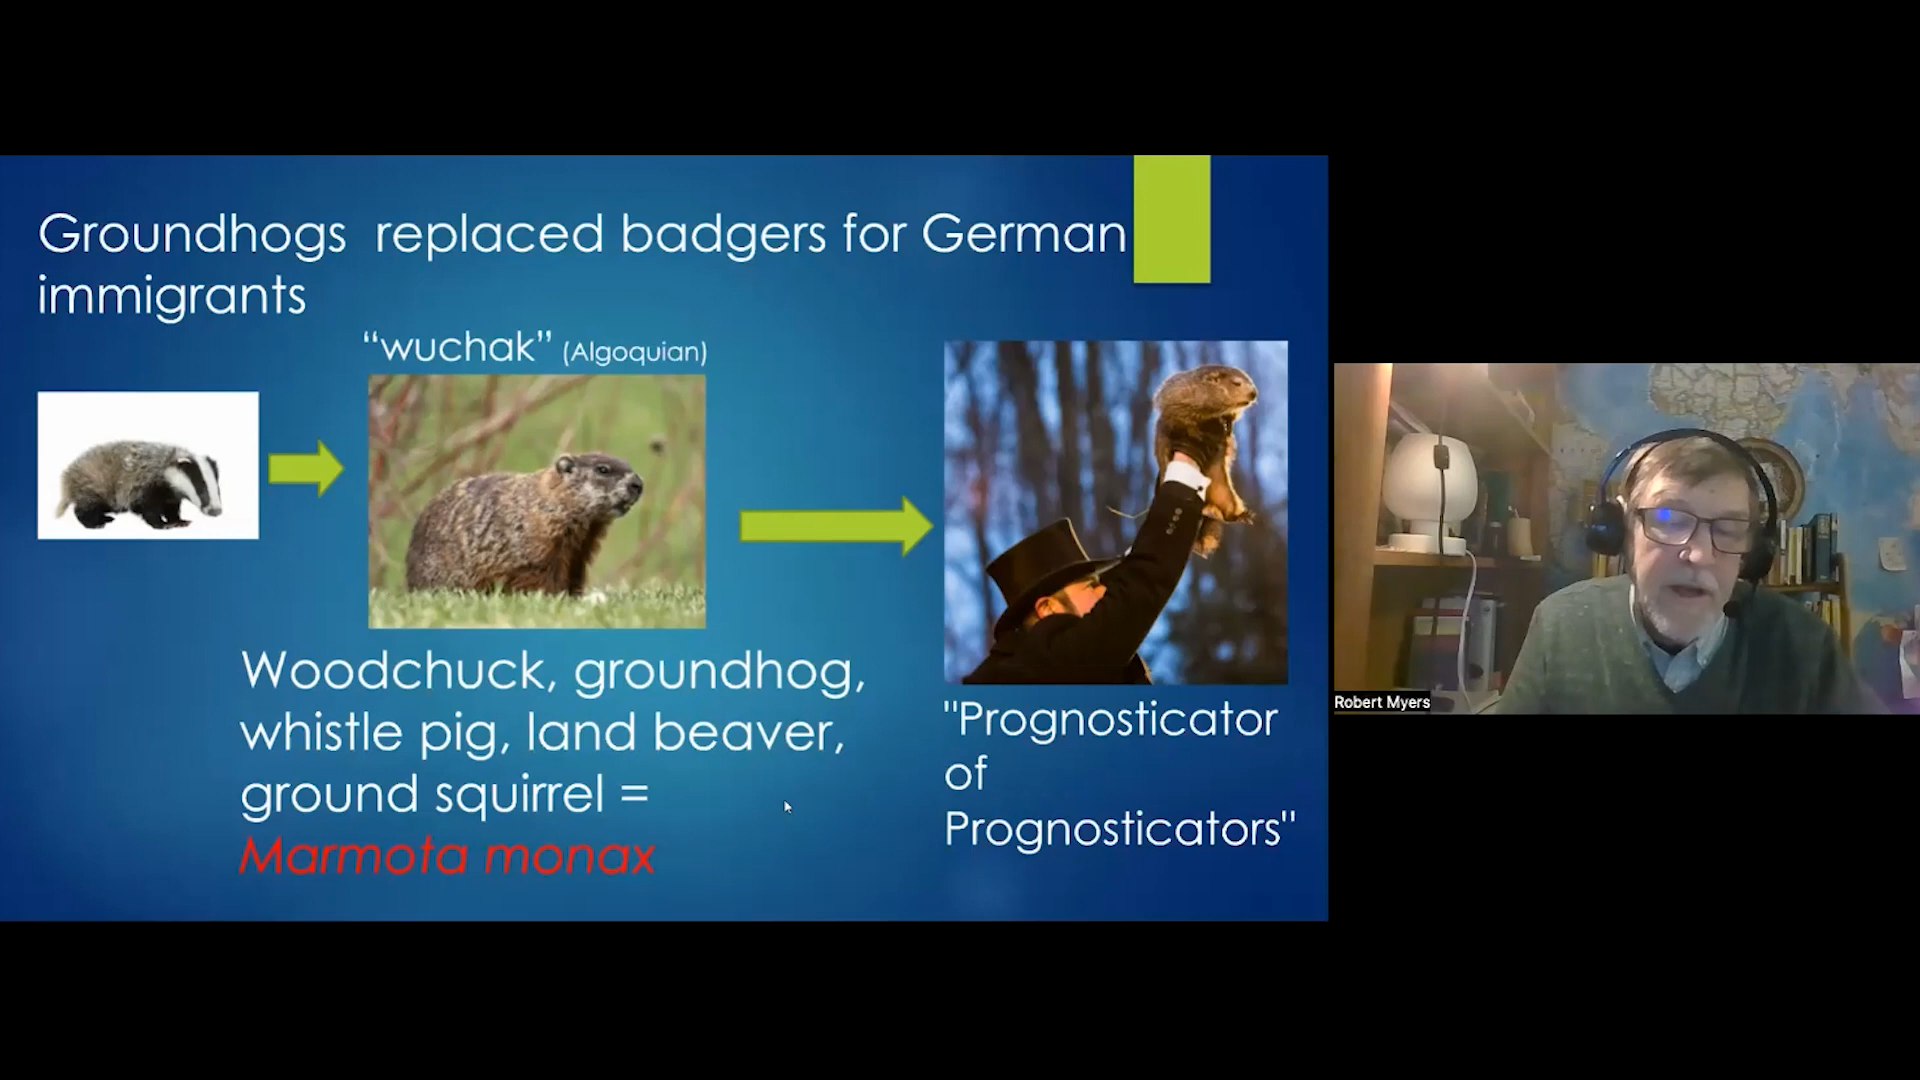 Groundhogs  replaced badgers for German
immigrants
“wuchak” (Algoquian)
Woodchuck, groundhog,
whistle pig, land beaver,
ground squirrel =
Marmota monax
"Prognosticator
of
Prognosticators"
Robert Myers